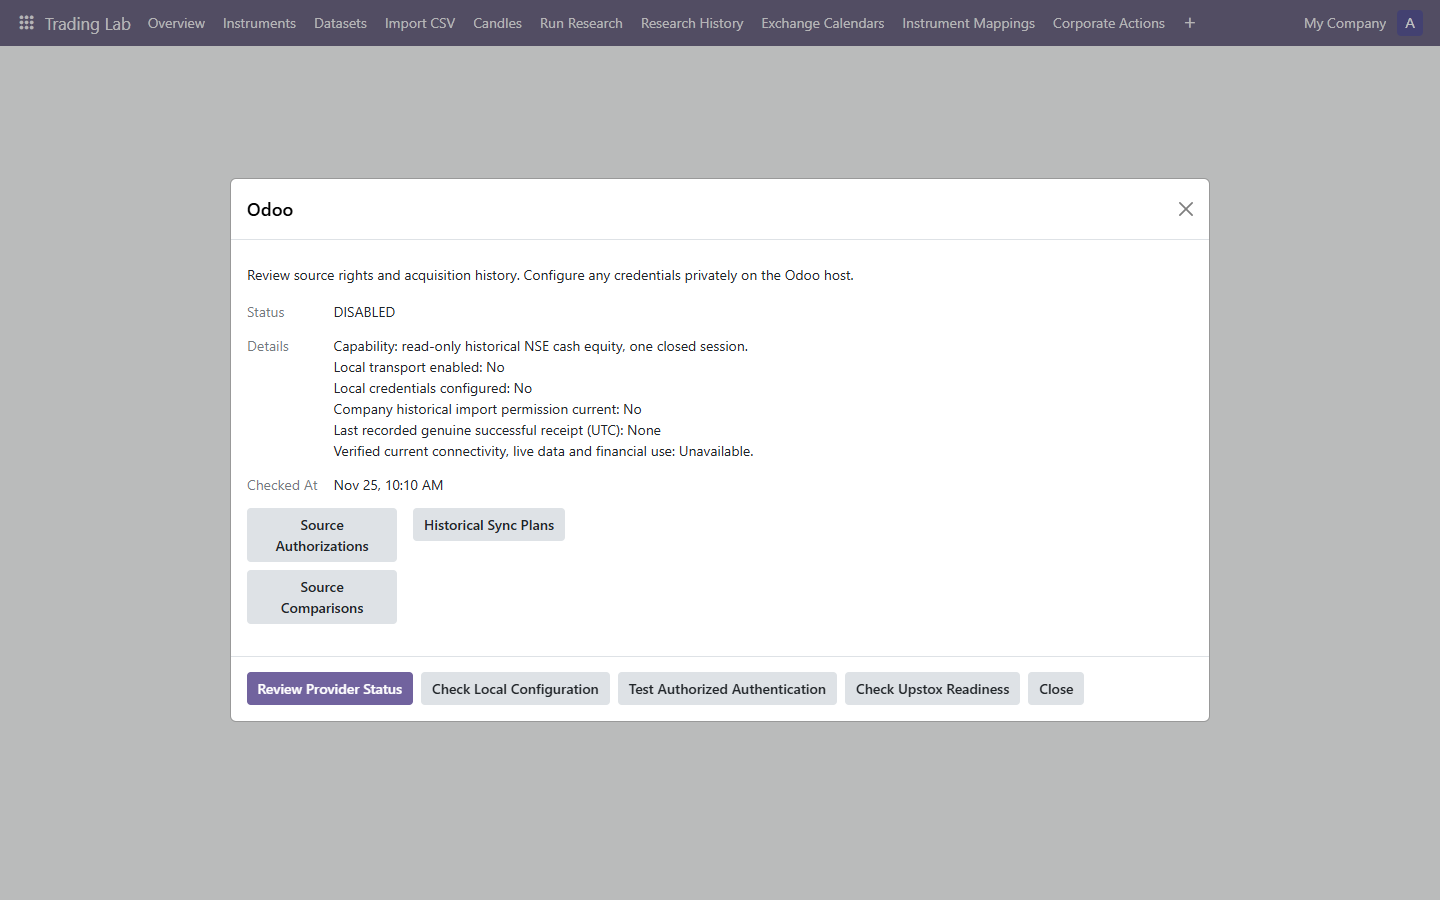 Trading Lab Overview Instruments Datasets Import CSV Candles Run Research Research History Exchange Calendars Instrument Mappings Corporate Actions + My Company A
Odoo
Review source rights and acquisition history. Configure any credentials privately on the Odoo host.
Status DISABLED
Details Capability: read-only historical NSE cash equity, one closed session.
Local transport enabled: No
Local credentials configured: No
Company historical import permission current: No
Last recorded genuine successful receipt (UTC): None
Verified current connectivity, live data and financial use: Unavailable.
Checked At Nov 25, 10:10 AM
Source
Authorizations
Historical Sync Plans
Source
Comparisons
Review Provider Status Check Local Configuration Test Authorized Authentication Check Upstox Readiness Close